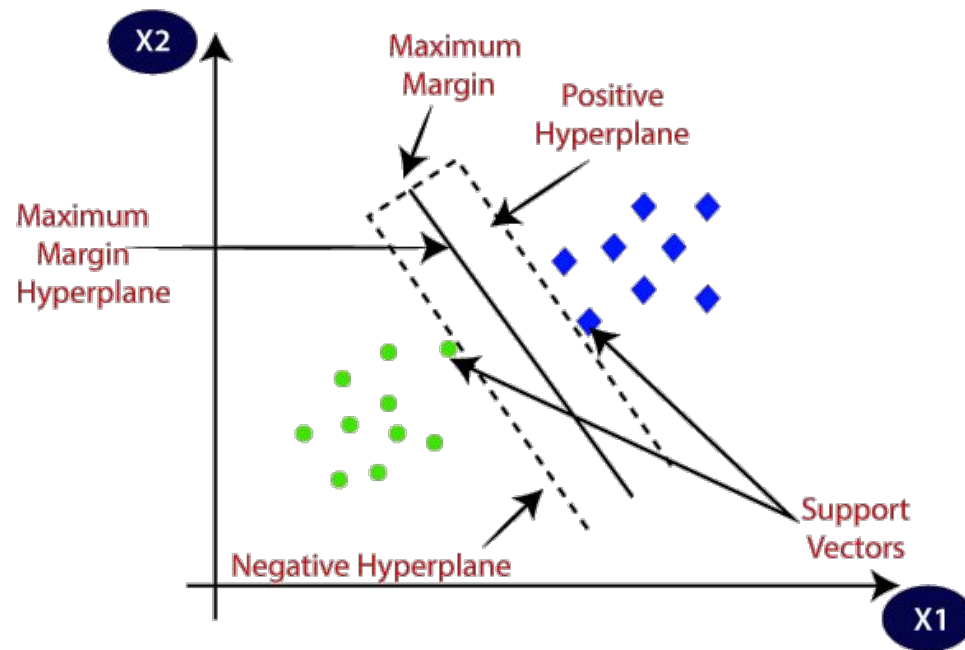 X2
Maximum
Margin
Positive
Hyperplane
Maximum
Margin
Hyperplane
Support
Vectors
Negative Hyperplane
X1